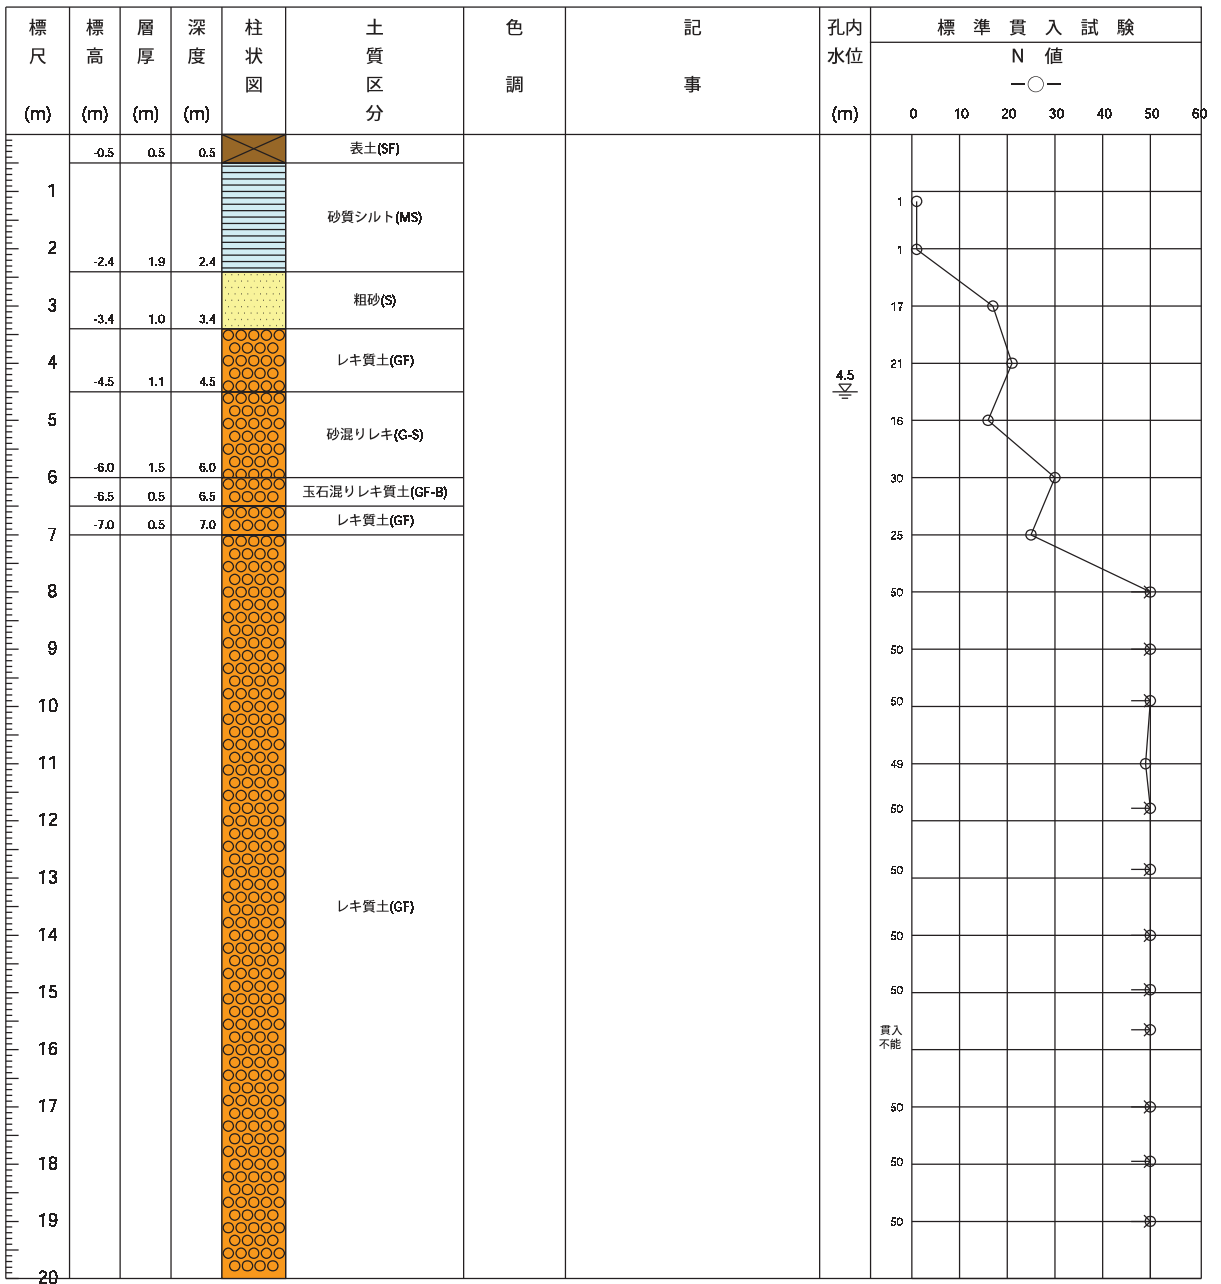 標尺(m) 標高(m) 層厚(m) 深度(m) 柱状図 土質区分 色調 記事 孔内水位(m) 標準貫入試験
N 値
0 10 20 30 40 50 60
-0.5 0.5 0.5 表土(SF)
1 1
砂質シルト(MS)
2 1
-2.4 1.9 2.4
粗砂(S)
3 17
-3.4 1.0 3.4
レキ質土(GF)
4 21
4.5
-4.5 1.1 4.5
5 16
砂混りレキ(G-S)
-6.0 1.5 6.0
6 30
-6.5 0.5 6.5 玉石混りレキ質土(GF-B)
-7.0 0.5 7.0 レキ質土(GF)
7 25
8 50
9 50
10 50
11 49
12 50
13 50
レキ質土(GF)
14 50
15 50
貫入
不能
16
17 50
18 50
19 50
20